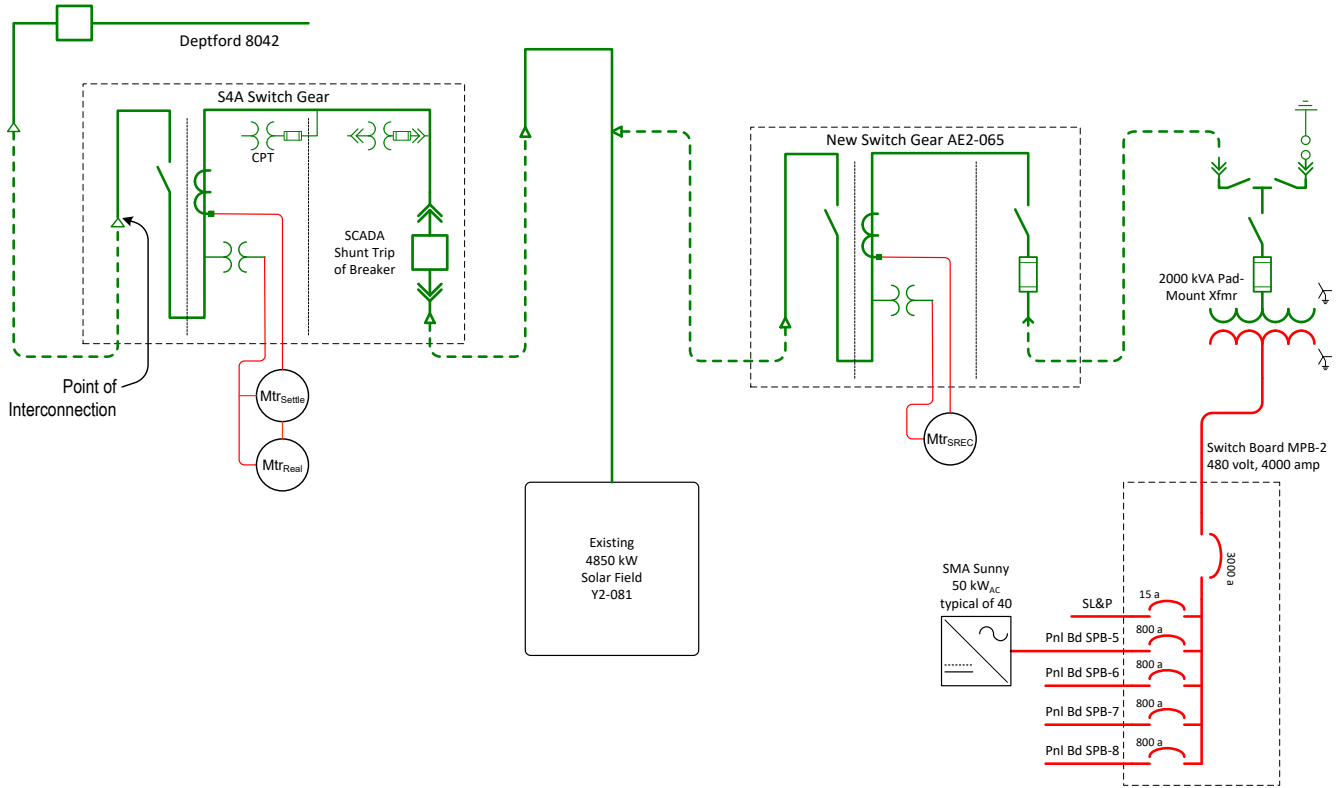 Deptford 8042
S4A Switch Gear
CPT
SCADA
Shunt Trip
of Breaker
Point of
Interconnection
MtrSettle
MtrReal
Existing
4850 kW
Solar Field
Y2-081
New Switch Gear AE2-065
MtrSREC
2000 kVA Pad-
Mount Xfmr
Switch Board MPB-2
480 volt, 4000 amp
3000 a
SMA Sunny
50 kWAC
typical of 40
SL&P
15 a
Pnl Bd SPB-5
800 a
Pnl Bd SPB-6
800 a
Pnl Bd SPB-7
800 a
Pnl Bd SPB-8
800 a